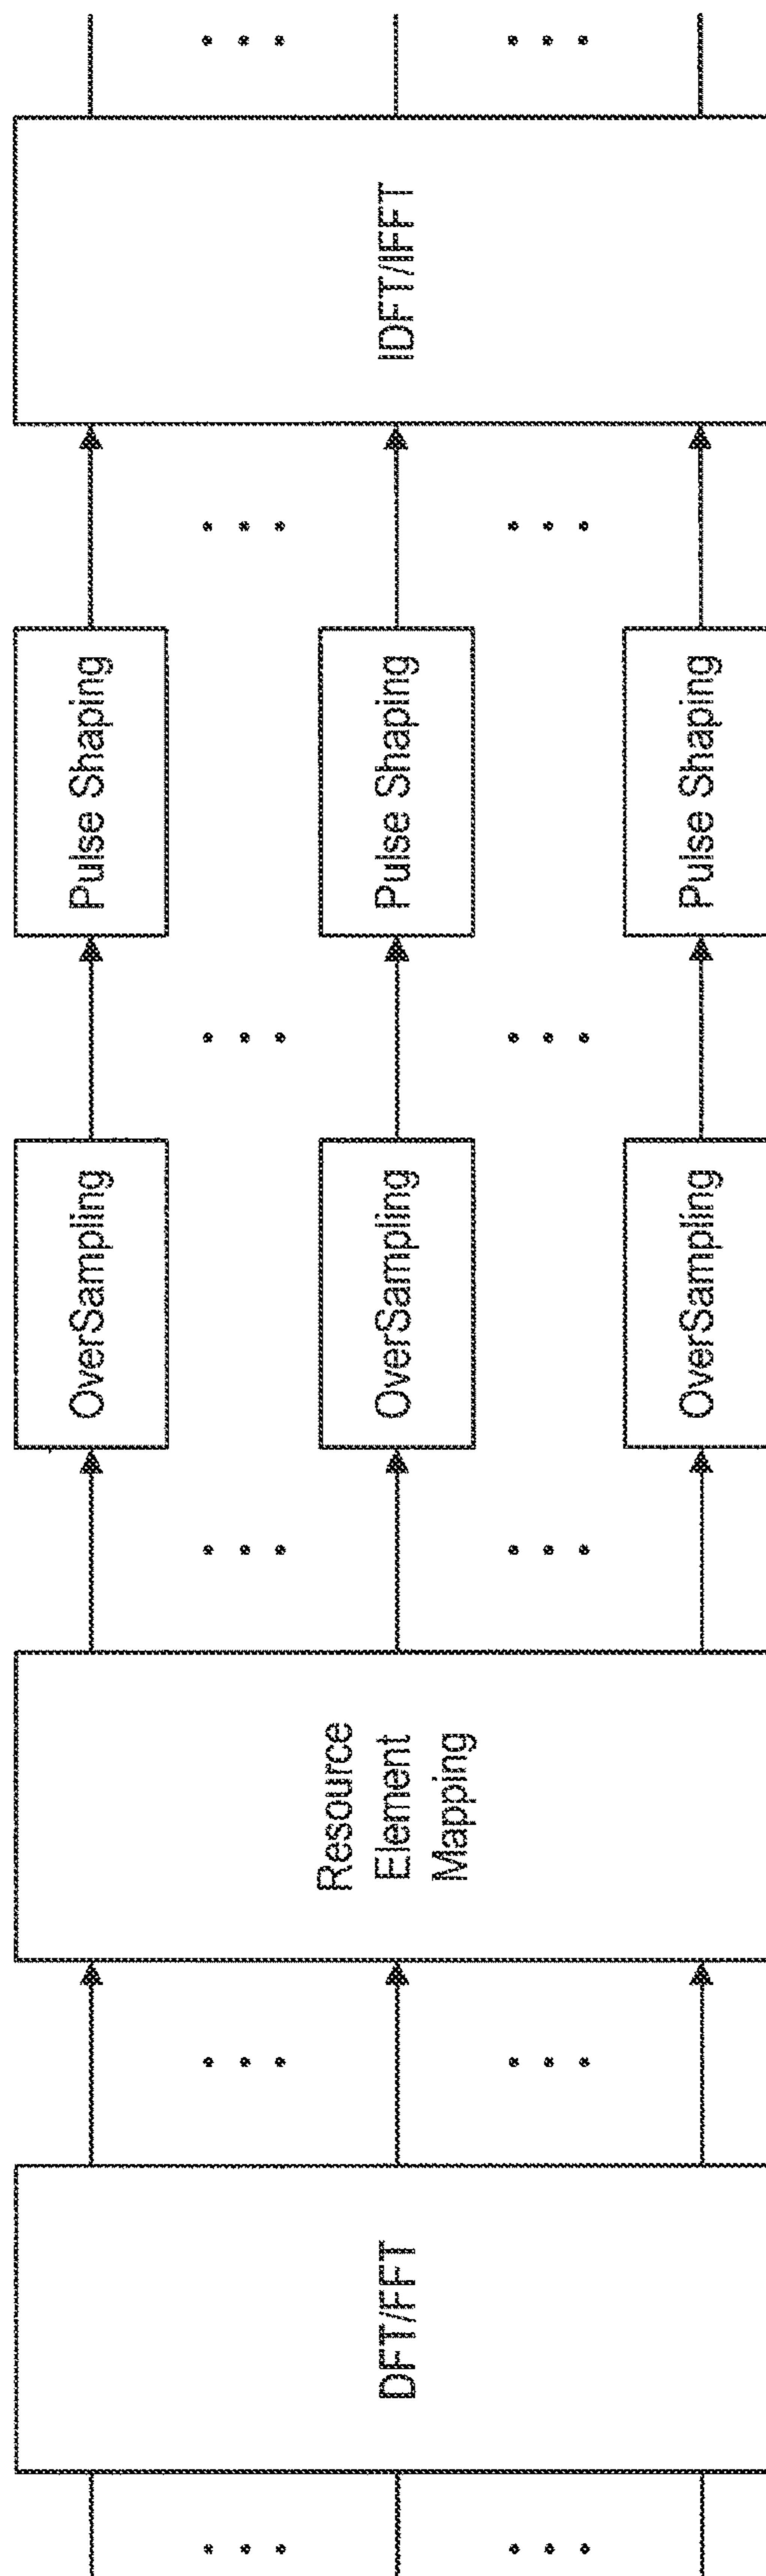 DFT/FFT
Resource
Element
Mapping
OverSampling
OverSampling
OverSampling
Pulse Shaping
Pulse Shaping
Pulse Shaping
IDFT/IFFT